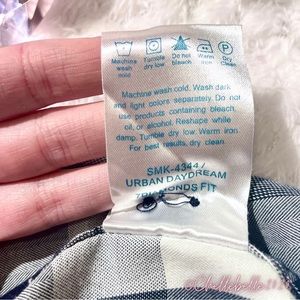 Machine wash cold
Tumble dry low
Do not bleach
Warm iron
Dry clean
Machine wash cold. Wash dark
and light colors separately. Do not
use products containing bleach,
oil, or alcohol. Reshape while
damp. Tumble dry low. Warm iron.
For best results, dry clean.
SMK-4344 /
URBAN DAYDREAM
FIT